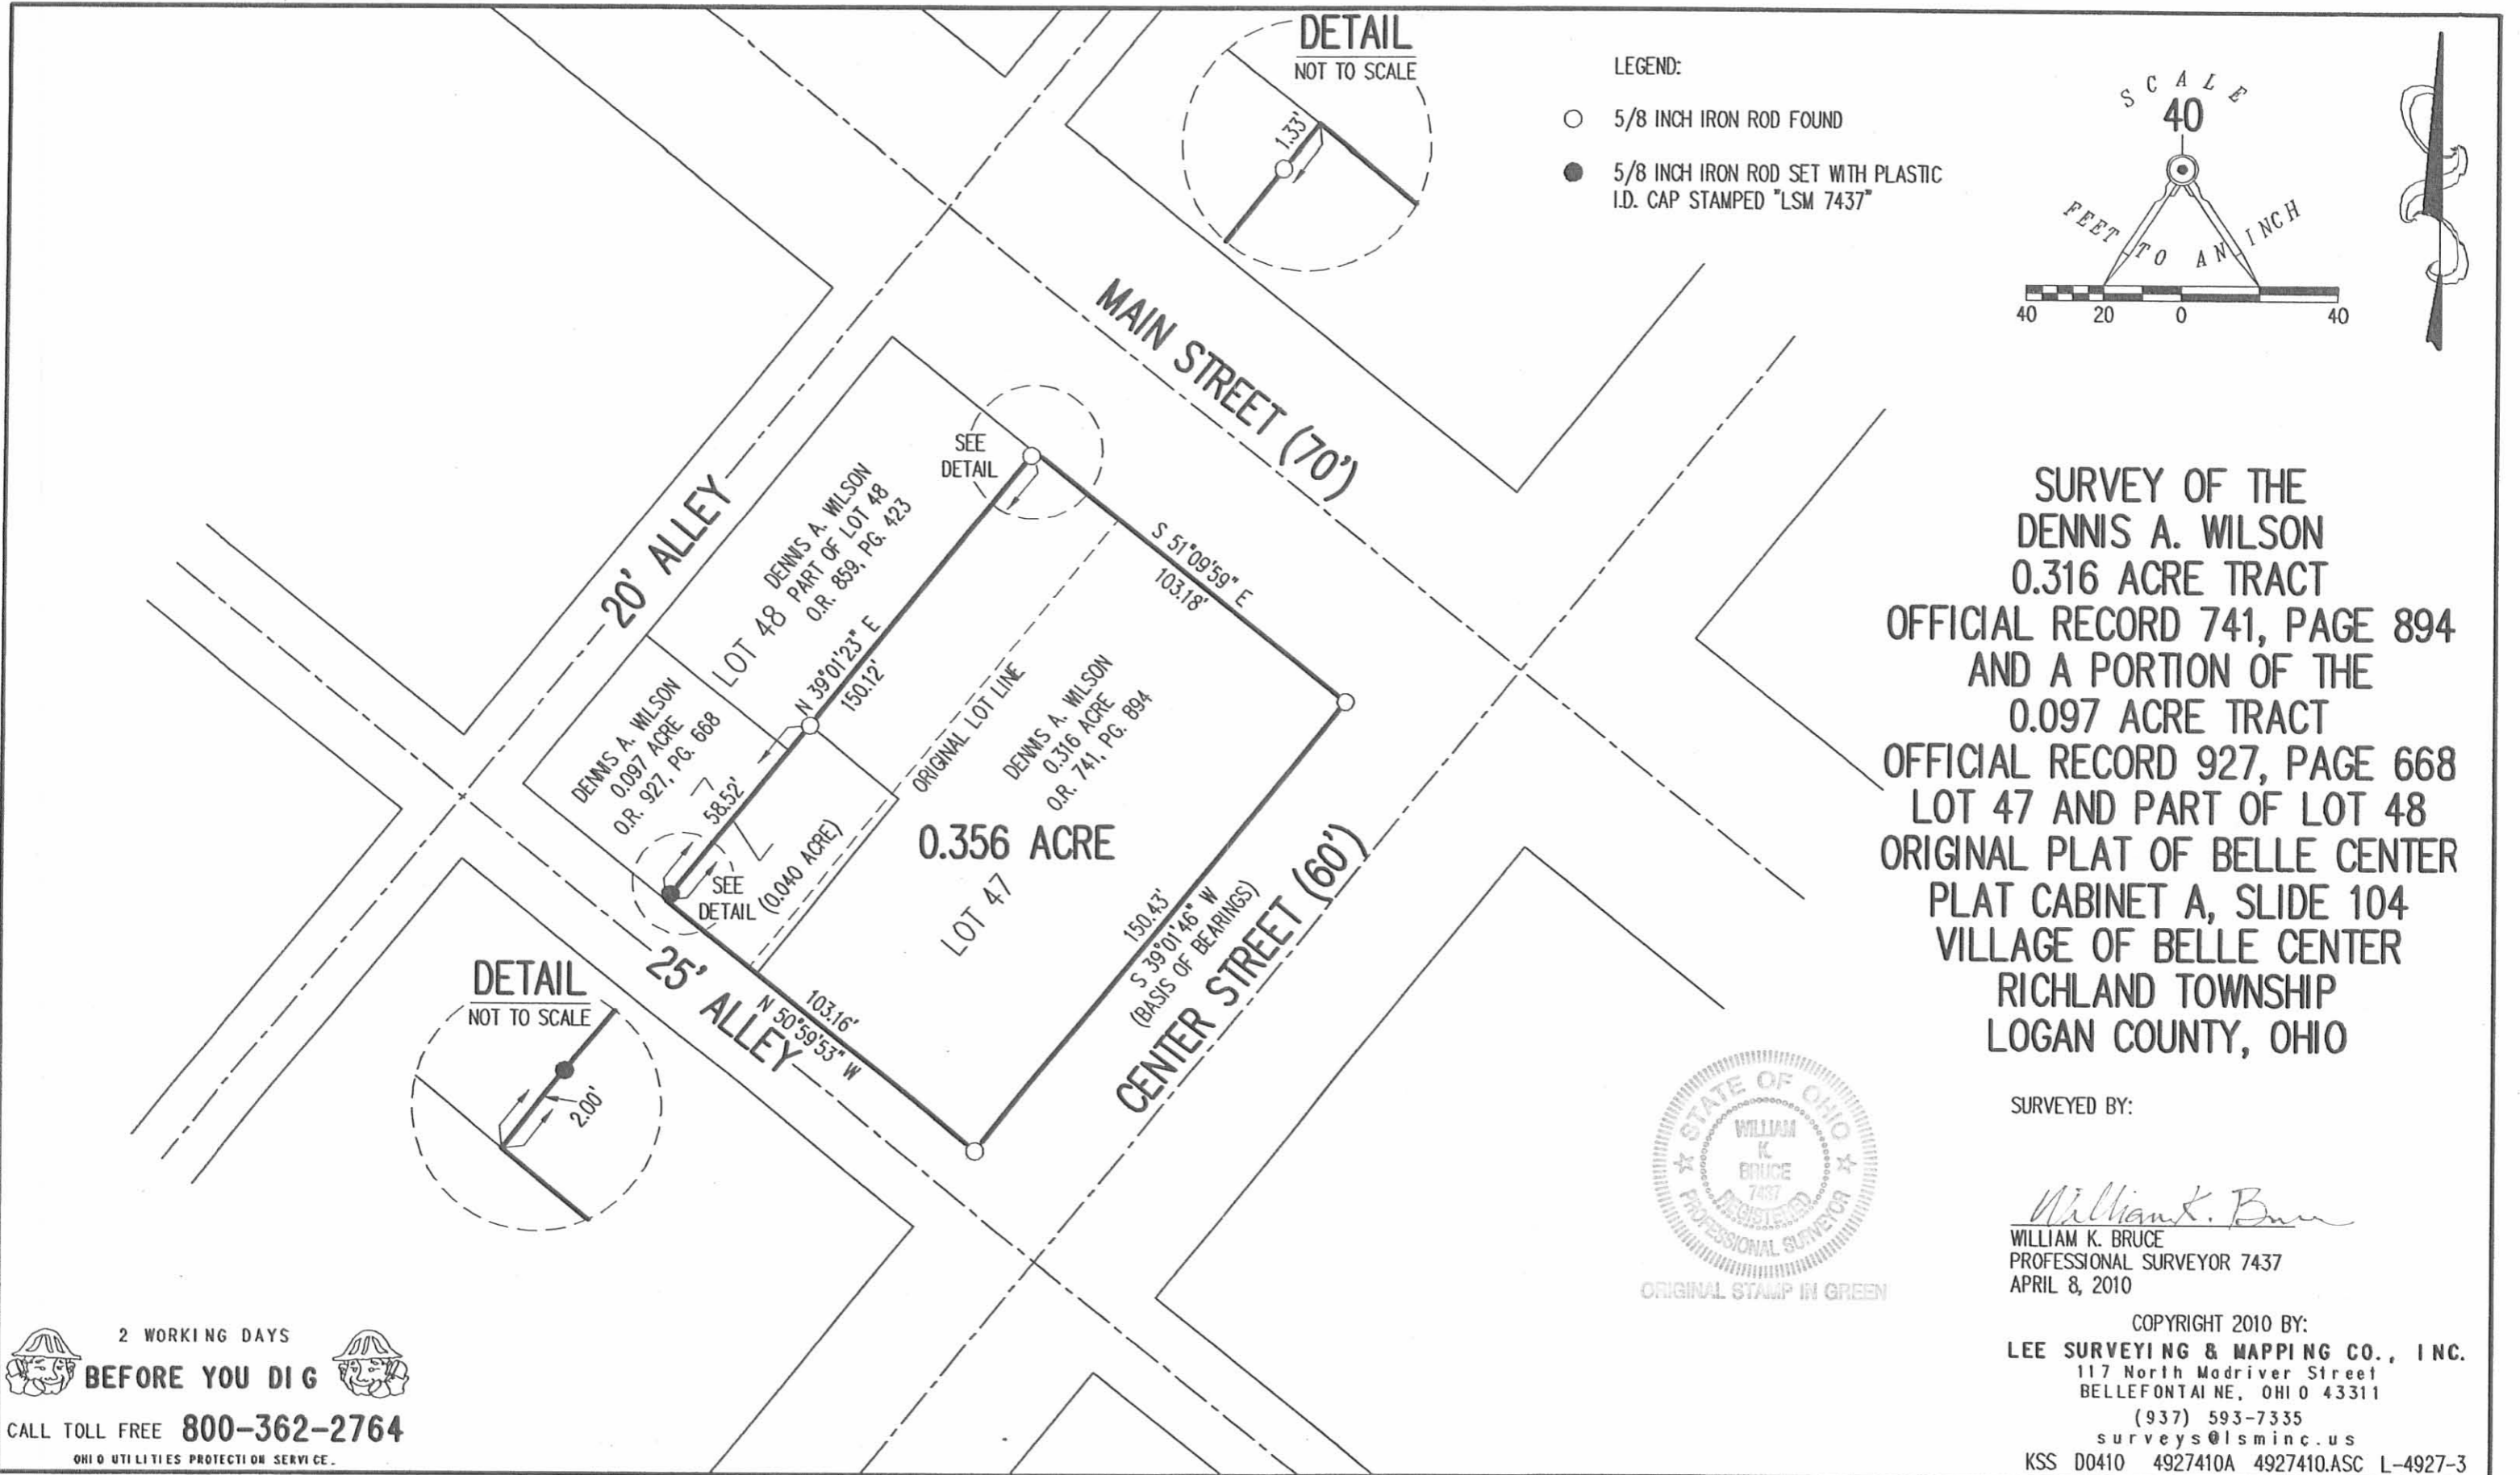 DETAIL
NOT TO SCALE
1.33'
LEGEND:
5/8 INCH IRON ROD FOUND
5/8 INCH IRON ROD SET WITH PLASTIC
I.D. CAP STAMPED "LSM 7437"
SCALE
40
FEET TO AN INCH
40 20 0 40
MAIN STREET (70')
20' ALLEY
SEE
DETAIL
DENNIS A. WILSON
PART OF LOT 48
O.R. 859, PG. 423
LOT 48
S 51°09'59" E
103.18'
N 39°01'23" E
150.12'
ORIGINAL LOT LINE
DENNIS A. WILSON
0.097 ACRE
O.R. 927, PG. 668
58.52'
DENNIS A. WILSON
0.316 ACRE
O.R. 741, PG. 894
0.356 ACRE
LOT 47
SEE
DETAIL
(0.040 ACRE)
150.43'
S 39°01'46" W
(BASIS OF BEARINGS)
CENTER STREET (60')
25' ALLEY
103.16'
N 50°59'53" W
DETAIL
NOT TO SCALE
2.00'
SURVEY OF THE
DENNIS A. WILSON
0.316 ACRE TRACT
OFFICIAL RECORD 741, PAGE 894
AND A PORTION OF THE
0.097 ACRE TRACT
OFFICIAL RECORD 927, PAGE 668
LOT 47 AND PART OF LOT 48
ORIGINAL PLAT OF BELLE CENTER
PLAT CABINET A, SLIDE 104
VILLAGE OF BELLE CENTER
RICHLAND TOWNSHIP
LOGAN COUNTY, OHIO
STATE OF OHIO
WILLIAM
K.
BRUCE
7437
REGISTERED
PROFESSIONAL SURVEYOR
ORIGINAL STAMP IN GREEN
SURVEYED BY:
William K. Bruce
WILLIAM K. BRUCE
PROFESSIONAL SURVEYOR 7437
APRIL 8, 2010
COPYRIGHT 2010 BY:
LEE SURVEYING & MAPPING CO., INC.
117 North Madriver Street
BELLEFONTAINE, OHIO 43311
(937) 593-7335
surveys@lsminc.us
KSS D0410 4927410A 4927410.ASC L-4927-3
2 WORKING DAYS
BEFORE YOU DIG
CALL TOLL FREE 800-362-2764
OHIO UTILITIES PROTECTION SERVICE.